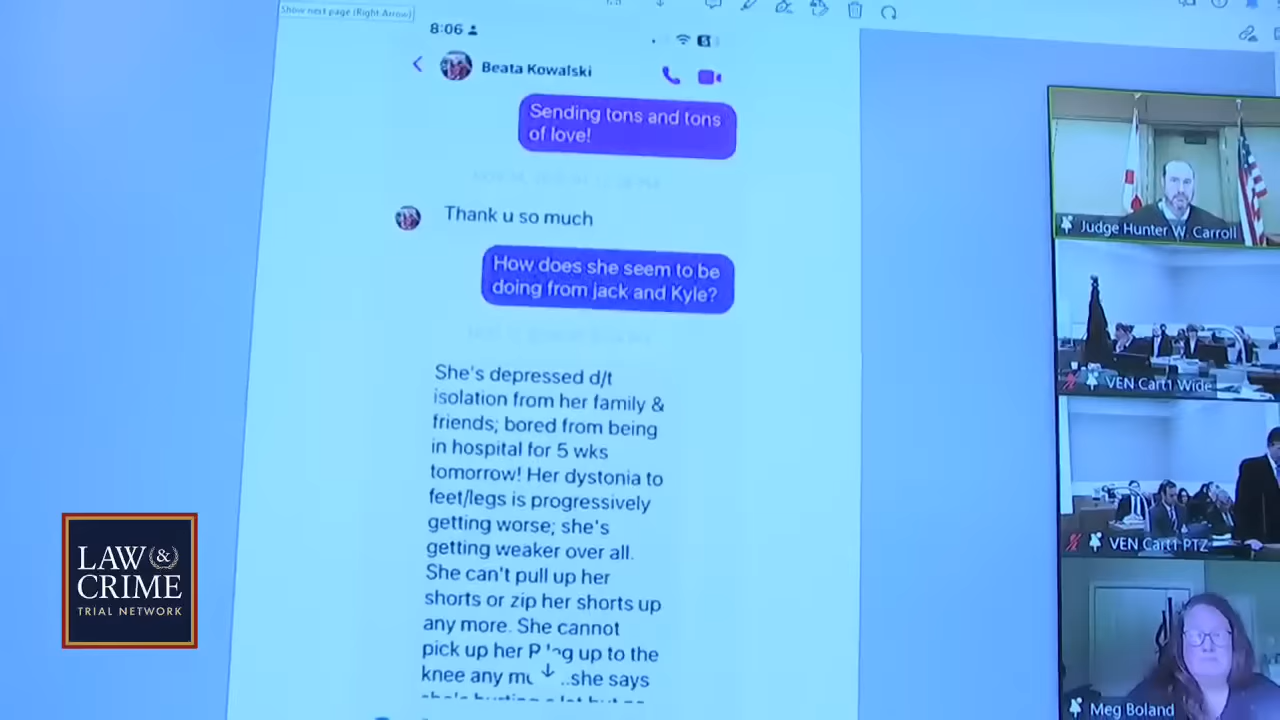 Show next page (Right Arrow)
8:06
Beata Kowalski
Sending tons and tons
of love!
Thank u so much
How does she seem to be
doing from jack and Kyle?
She's depressed d/t
isolation from her family &
friends; bored from being
in hospital for 5 wks
tomorrow! Her dystonia to
feet/legs is progressively
getting worse; she's
getting weaker over all.
She can't pull up her
shorts or zip her shorts up
any more. She cannot
pick up her up to the
knee any ..she says
Judge Hunter W. Carroll
VEN Cart1 Wide
VEN Cart1 PTZ
Meg Boland
LAW &
CRIME
TRIAL NETWORK